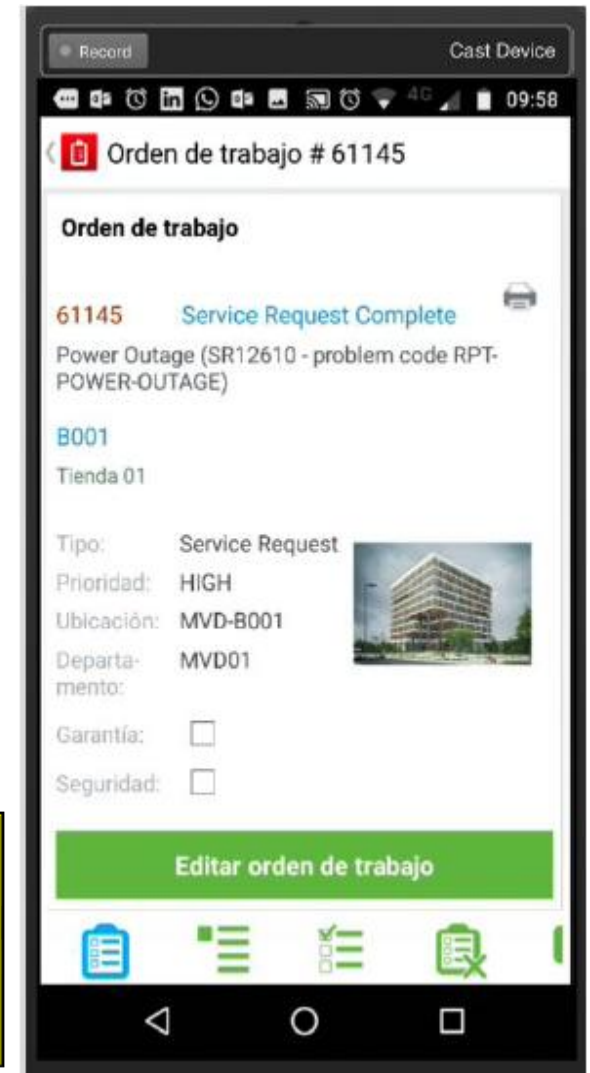 Record
Cast Device
4G
09:58
Orden de trabajo # 61145
Orden de trabajo
61145 Service Request Complete
Power Outage (SR12610 - problem code RPT-
POWER-OUTAGE)
B001
Tienda 01
Tipo: Service Request
Prioridad: HIGH
Ubicación: MVD-B001
Departa- MVD01
mento:
Garantía:
Seguridad:
Editar orden de trabajo